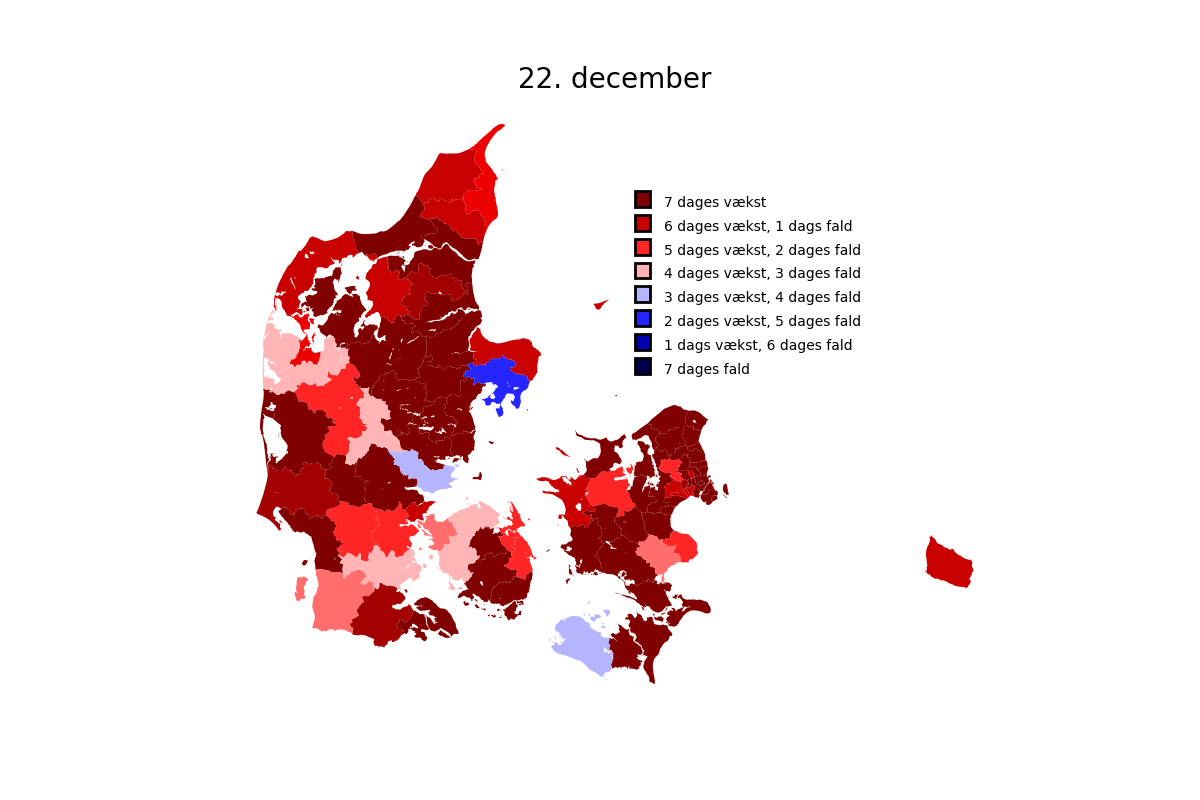 22. december
7 dages vækst
6 dages vækst, 1 dags fald
5 dages vækst, 2 dages fald
4 dages vækst, 3 dages fald
3 dages vækst, 4 dages fald
2 dages vækst, 5 dages fald
1 dags vækst, 6 dages fald
7 dages fald